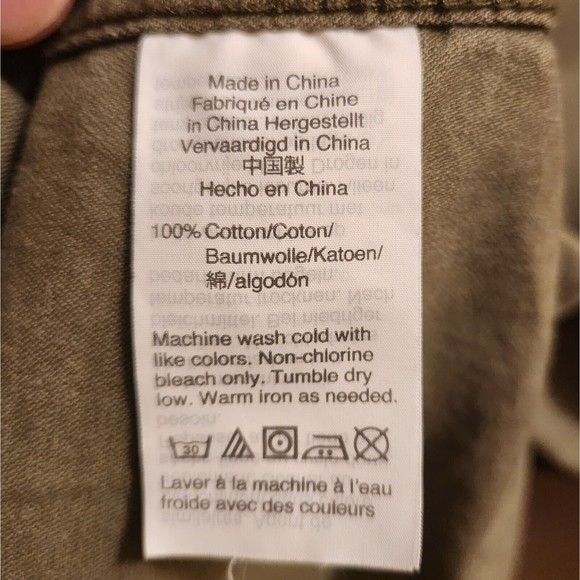 Made in China
Fabriqué en Chine
in China Hergestellt
Vervaardigd in China
中国製
Hecho en China
100% Cotton/Coton/
Baumwolle/Katoen/
綿/algodón
Machine wash cold with
like colors. Non-chlorine
bleach only. Tumble dry
low. Warm iron as needed.
30
Laver à la machine à l'eau
froide avec des couleurs